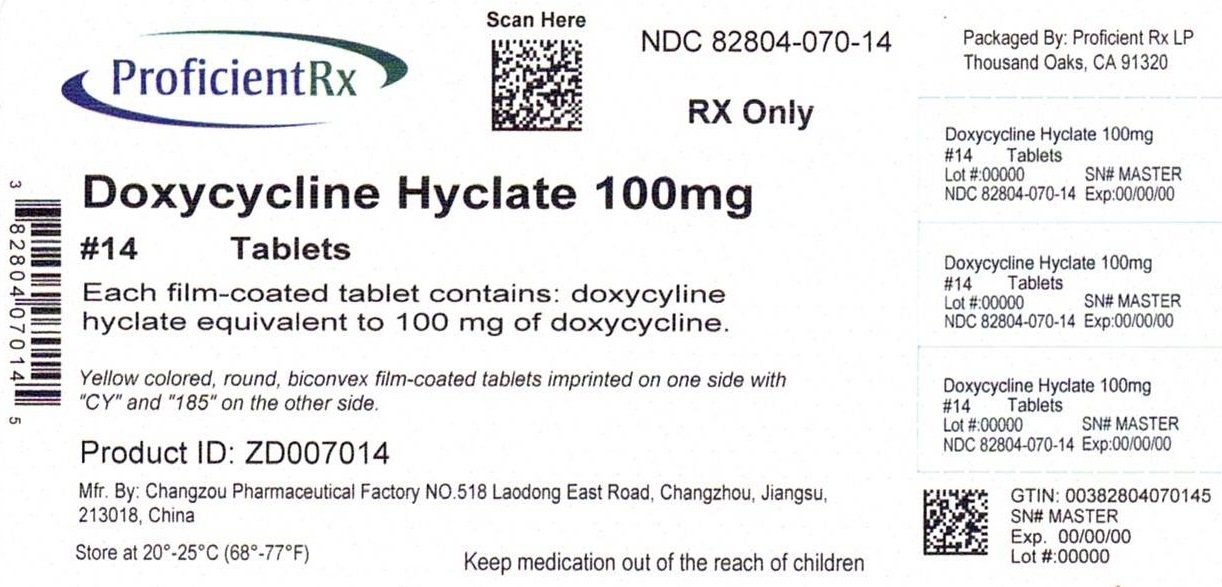 ProficientRx
Scan Here
NDC 82804-070-14
RX Only
Doxycycline Hyclate 100mg
#14 Tablets
Each film-coated tablet contains: doxycyline
hyclate equivalent to 100 mg of doxycycline.
Yellow colored, round, biconvex film-coated tablets imprinted on one side with
"CY" and "185" on the other side.
Product ID: ZD007014
Mfr. By: Changzou Pharmaceutical Factory NO.518 Laodong East Road, Changzhou, Jiangsu,
213018, China
Store at 20°-25°C (68°-77°F)
Keep medication out of the reach of children
3 82804 07014 5
Packaged By: Proficient Rx LP
Thousand Oaks, CA 91320
Doxycycline Hyclate 100mg
#14 Tablets
Lot #:00000 SN# MASTER
NDC 82804-070-14 Exp:00/00/00
Doxycycline Hyclate 100mg
#14 Tablets
Lot #:00000 SN# MASTER
NDC 82804-070-14 Exp:00/00/00
Doxycycline Hyclate 100mg
#14 Tablets
Lot #:00000 SN# MASTER
NDC 82804-070-14 Exp:00/00/00
GTIN: 00382804070145
SN# MASTER
Exp. 00/00/00
Lot #:00000